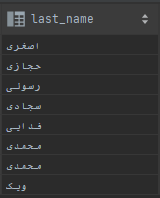 last_name
اصغری
حجازی
رسولی
سجادی
فدایی
محمدی
محمدی
ویک